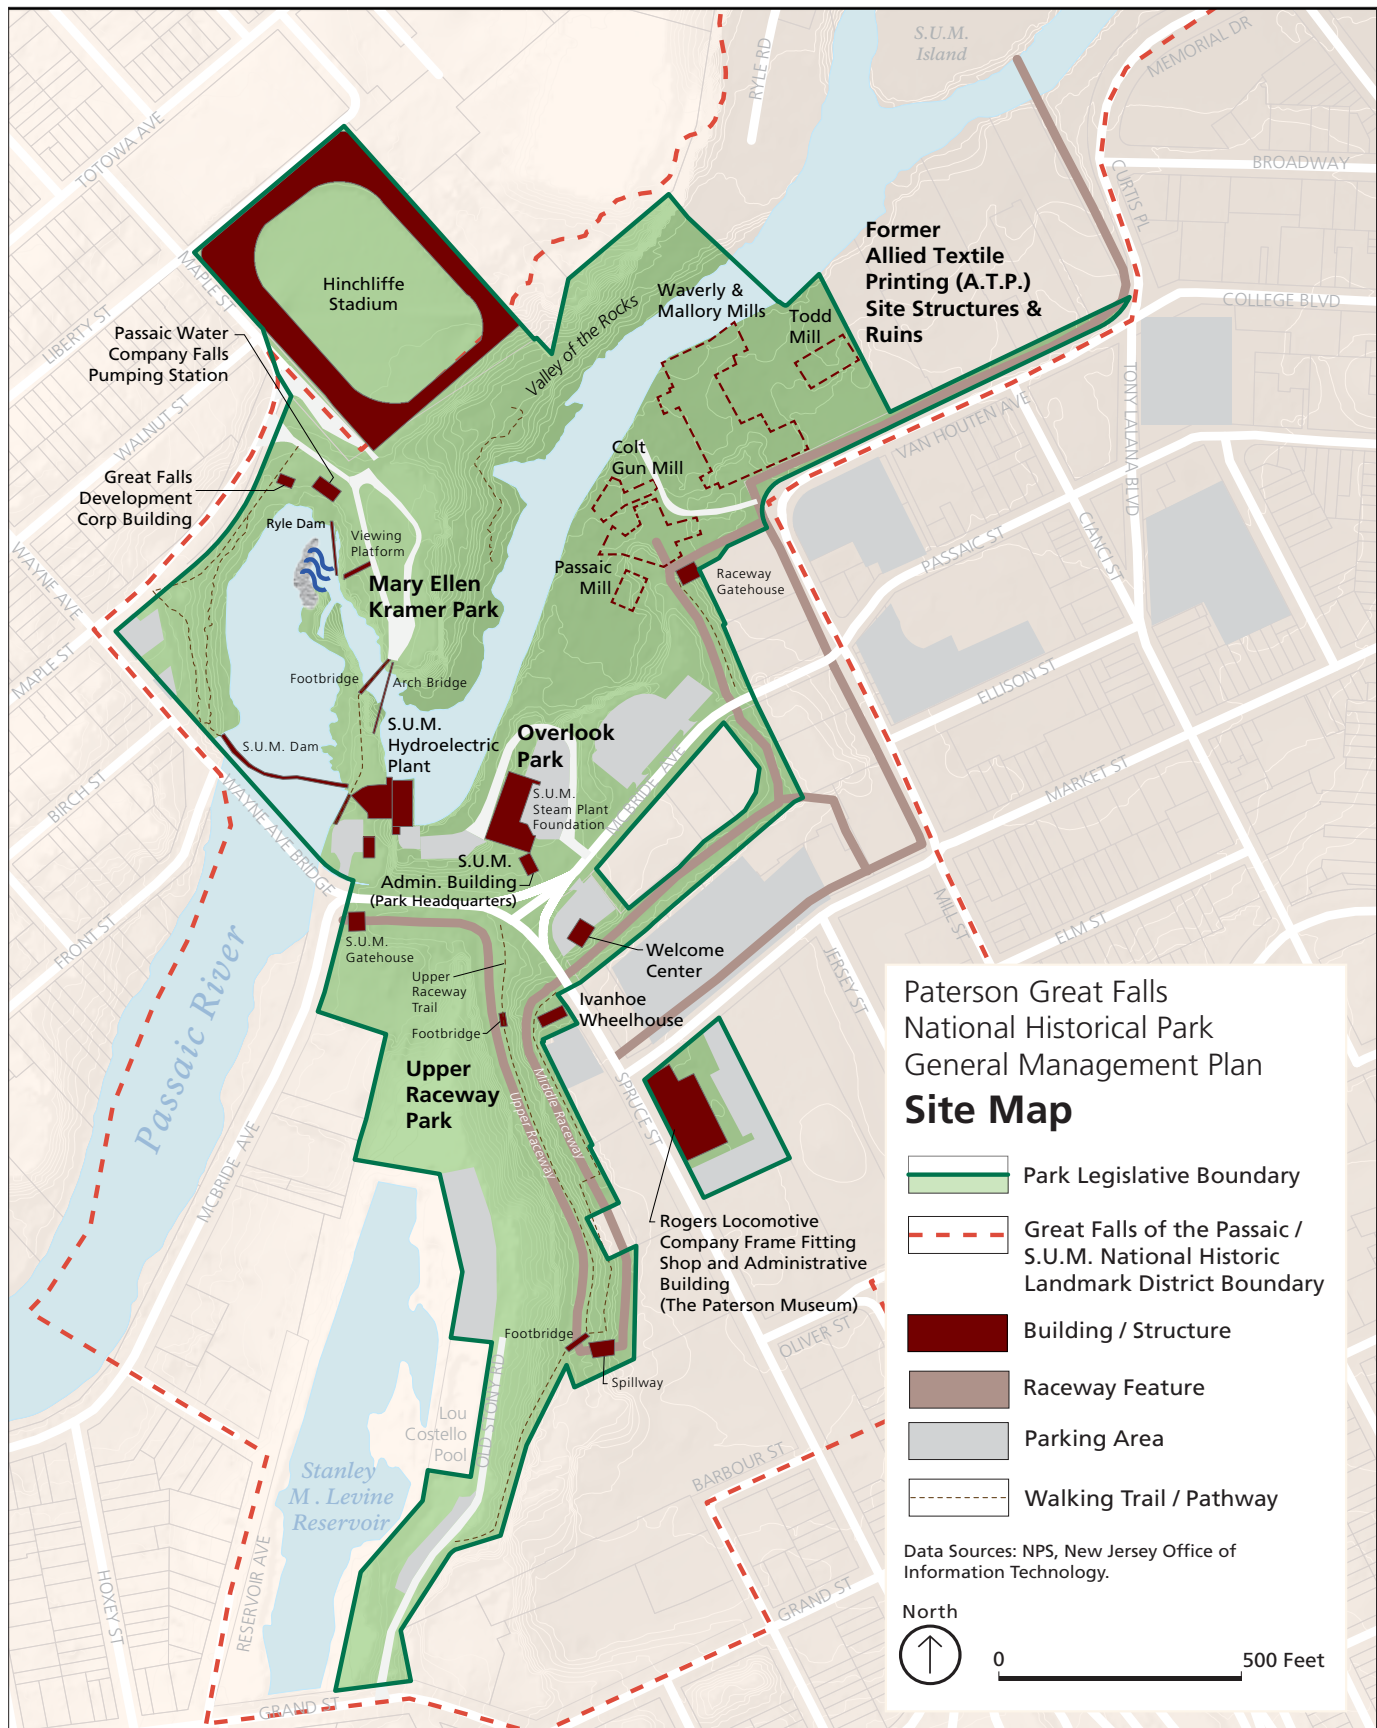 S.U.M.
Island
RYLE RD
MEMORIAL DR
TOTOWA AVE
BROADWAY
CURTIS PL
Former
Allied Textile
Printing (A.T.P.)
Site Structures &
Ruins
MAPLE ST
Hinchliffe
Stadium
Waverly &
Mallory Mills
Todd
Mill
COLLEGE BLVD
LIBERTY ST
Passaic Water
Company Falls
Pumping Station
Valley of the Rocks
TONY LALANA BLVD
WALNUT ST
VAN HOUTEN AVE
Colt
Gun Mill
Great Falls
Development
Corp Building
Ryle Dam
Viewing
Platform
CIANCI ST
PASSAIC ST
WAYNE AVE
Mary Ellen
Kramer Park
Passaic
Mill
Raceway
Gatehouse
MAPLE ST
Footbridge
Arch Bridge
ELLISON ST
S.U.M. Dam
S.U.M.
Hydroelectric
Plant
Overlook
Park
MCBRIDE AVE
MARKET ST
BIRCH ST
WAYNE AVE BRIDGE
S.U.M.
Steam Plant
Foundation
S.U.M.
Admin. Building
(Park Headquarters)
MILL ST
ELM ST
FRONT ST
S.U.M.
Gatehouse
Welcome
Center
JERSEY ST
Upper
Raceway
Trail
Ivanhoe
Wheelhouse
Footbridge
Passaic River
Upper
Raceway
Park
Middle Raceway
Upper Raceway
SPRUCE ST
MCBRIDE AVE
Rogers Locomotive
Company Frame Fitting
Shop and Administrative
Building
(The Paterson Museum)
Footbridge
OLIVER ST
Spillway
OLD STONY RD
Lou
Costello
Pool
Stanley
M . Levine
Reservoir
BARBOUR ST
RESERVOIR AVE
HOXEY ST
GRAND ST
GRAND ST
Paterson Great Falls
National Historical Park
General Management Plan
Site Map
Park Legislative Boundary
Great Falls of the Passaic /
S.U.M. National Historic
Landmark District Boundary
Building / Structure
Raceway Feature
Parking Area
Walking Trail / Pathway
Data Sources: NPS, New Jersey Office of
Information Technology.
North
0 500 Feet